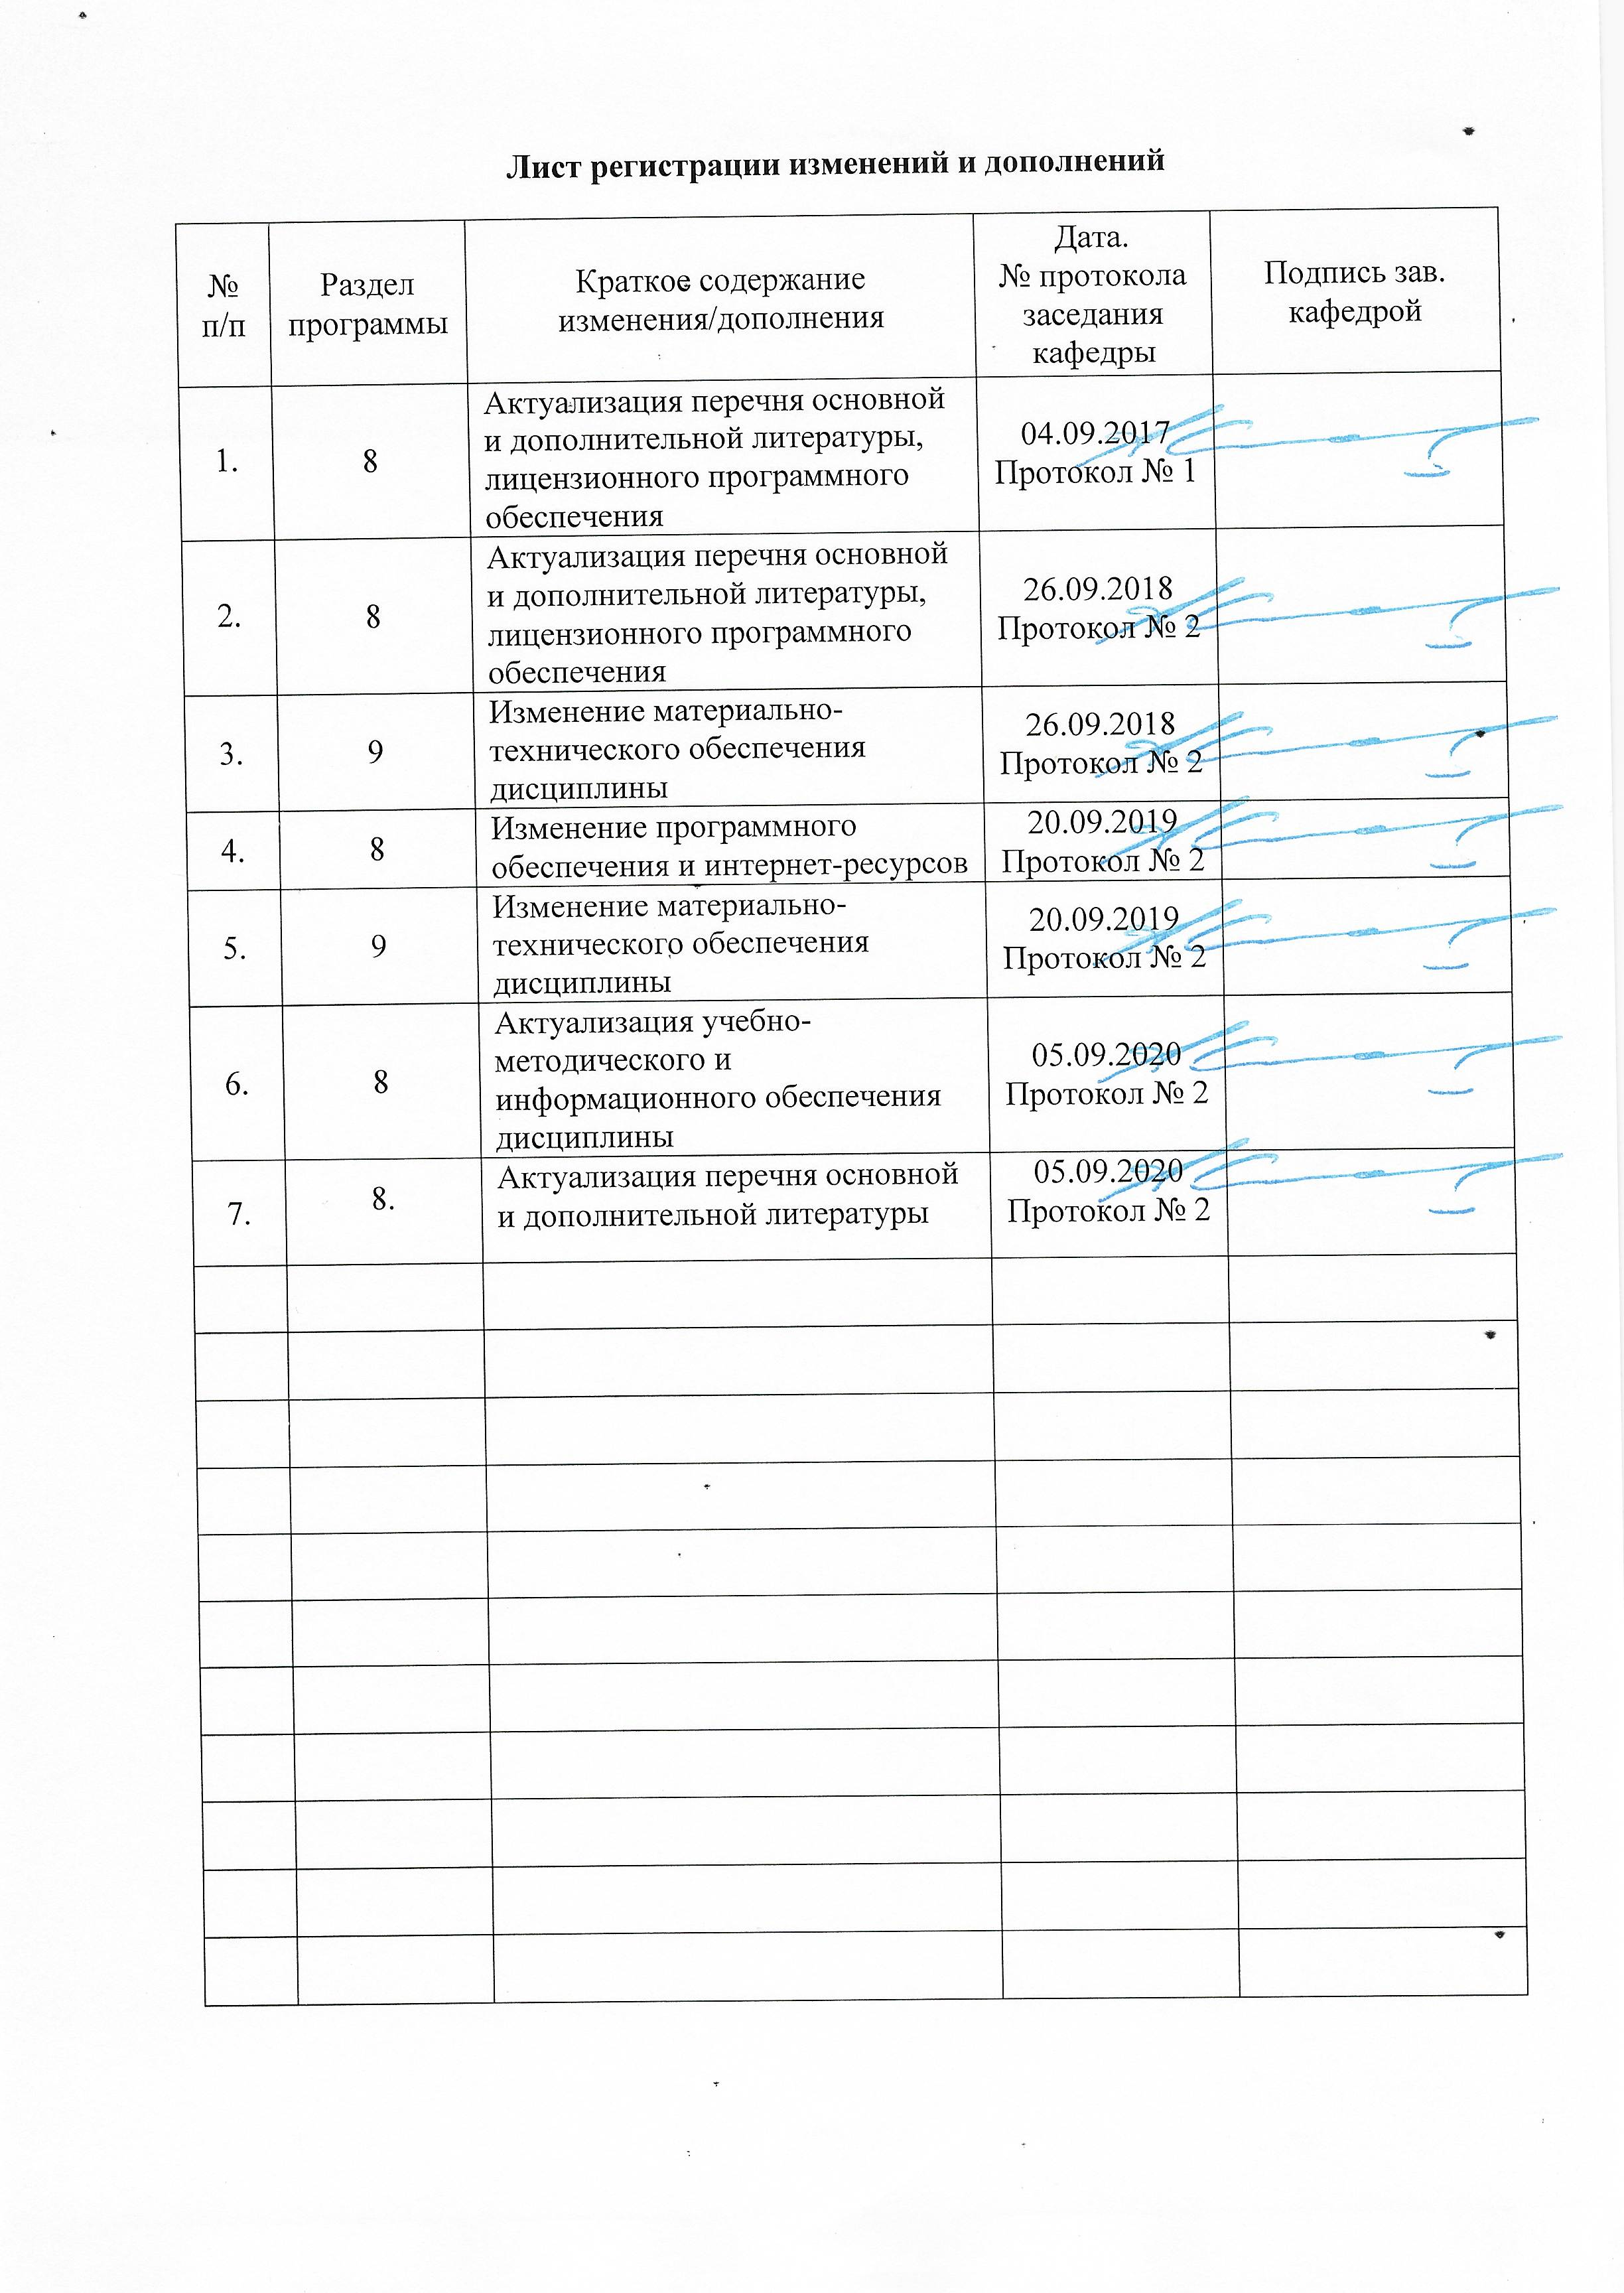 Лист регистрации изменений и дополнений
№
п/п
Раздел
программы
Краткое содержание
изменения/дополнения
Дата.
№ протокола
заседания
кафедры
Подпись зав.
кафедрой
1.
8
Актуализация перечня основной
и дополнительной литературы,
лицензионного программного
обеспечения
04.09.2017
Протокол № 1
2.
8
Актуализация перечня основной
и дополнительной литературы,
лицензионного программного
обеспечения
26.09.2018
Протокол № 2
3.
9
Изменение материально-
технического обеспечения
дисциплины
26.09.2018
Протокол № 2
4.
8
Изменение программного
обеспечения и интернет-ресурсов
20.09.2019
Протокол № 2
5.
9
Изменение материально-
технического обеспечения
дисциплины
20.09.2019
Протокол № 2
6.
8
Актуализация учебно-
методического и
информационного обеспечения
дисциплины
05.09.2020
Протокол № 2
7.
8.
Актуализация перечня основной
и дополнительной литературы
05.09.2020
Протокол № 2